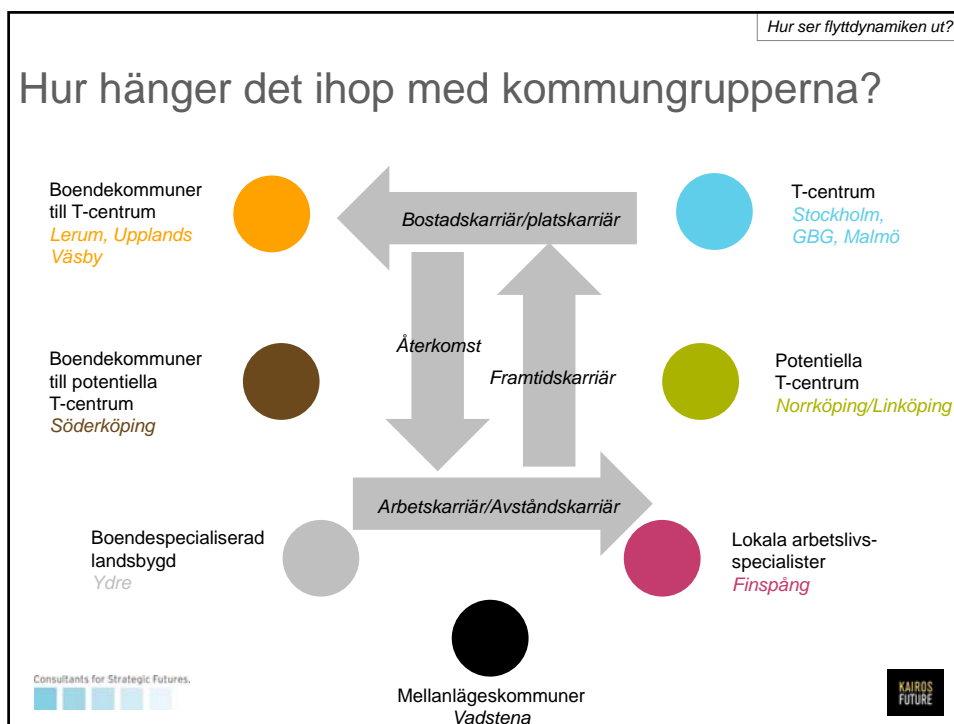 Hur ser flyttdynamiken ut?
Hur hänger det ihop med kommungrupperna?
Boendekommuner
till T-centrum
Lerum, Upplands
Väsby
Bostadskarriär/platskarriär
T-centrum
Stockholm,
GBG, Malmö
Boendekommuner
till potentiella
T-centrum
Söderköping
Återkomst
Framtidskarriär
Potentiella
T-centrum
Norrköping/Linköping
Arbetskarriär/Avståndskarriär
Boendespecialiserad
landsbygd
Ydre
Lokala arbetslivs-
specialister
Finspång
Mellanlägeskommuner
Vadstena
Consultants for Strategic Futures.
KAIROS
FUTURE